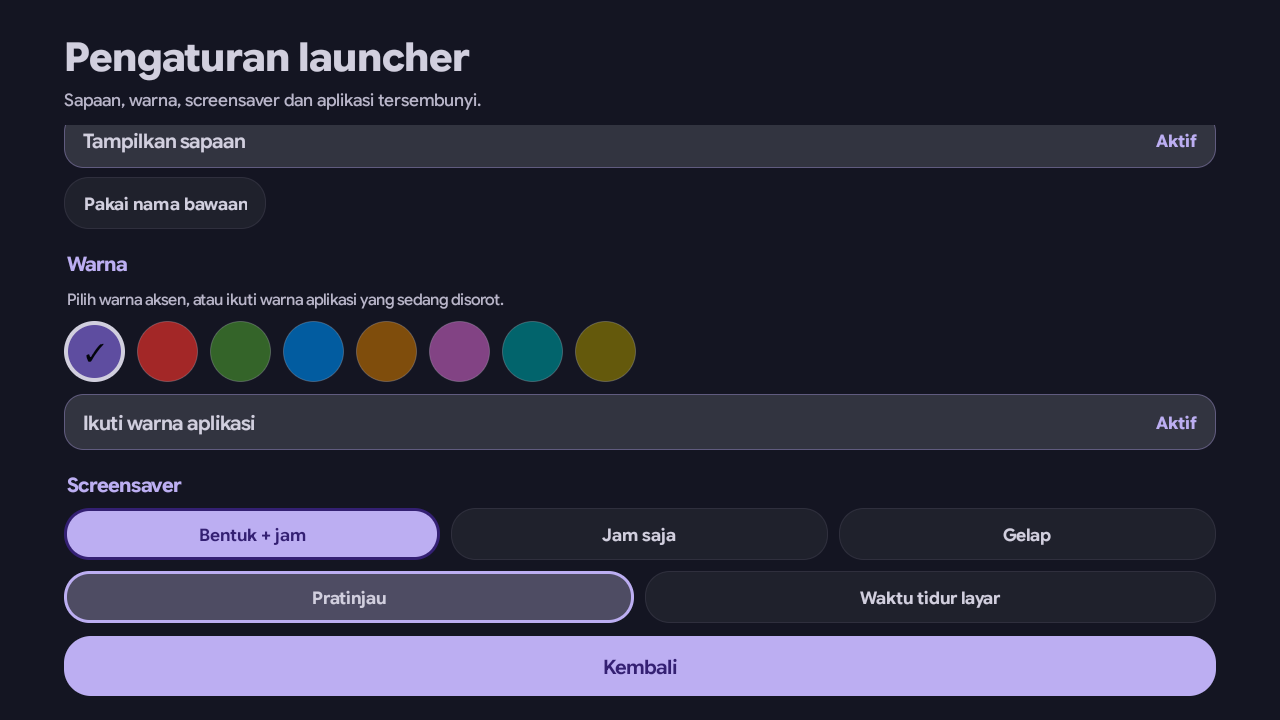 Pengaturan launcher
Sapaan, warna, screensaver dan aplikasi tersembunyi.
Tampilkan sapaan
Aktif
Pakai nama bawaan
Warna
Pilih warna aksen, atau ikuti warna aplikasi yang sedang disorot.
✓
Ikuti warna aplikasi
Aktif
Screensaver
Bentuk + jam
Jam saja
Gelap
Pratinjau
Waktu tidur layar
Kembali